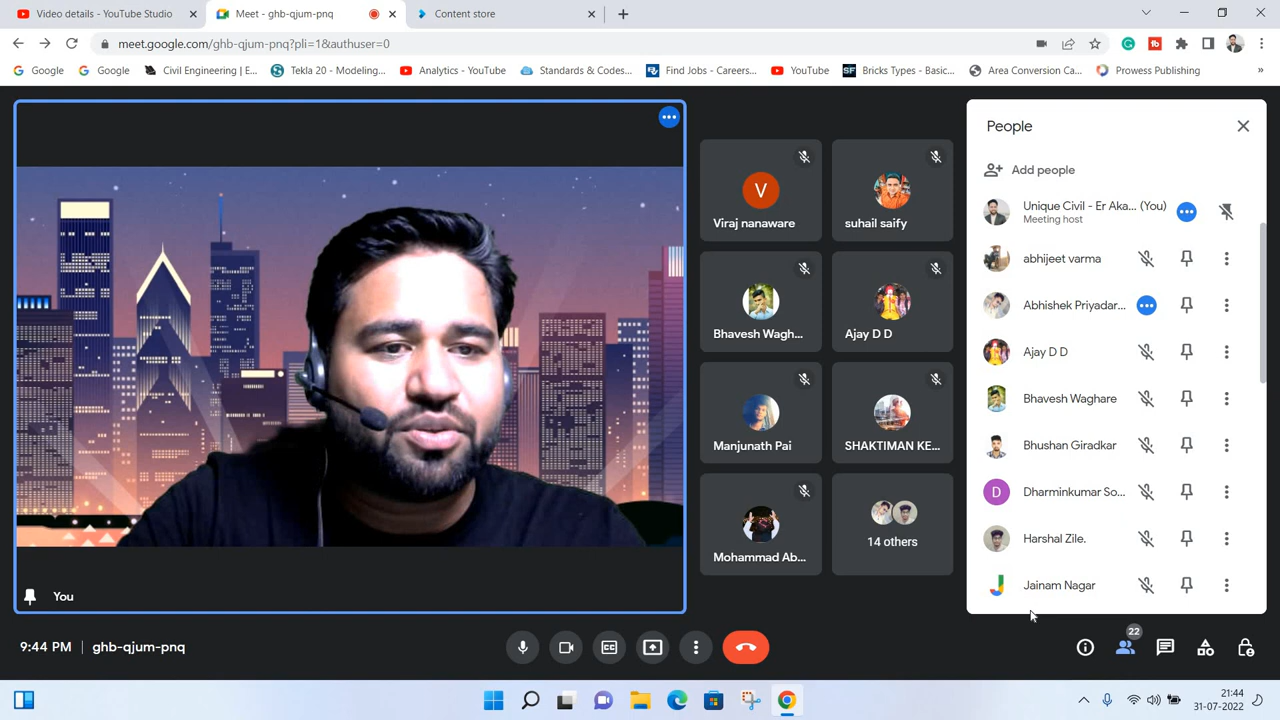 Video details - YouTube Studio
Meet - ghb-qjum-pnq
Content store
meet.google.com/ghb-qjum-pnq?pli=1&authuser=0
Google
Google
Civil Engineering | E...
Tekla 20 - Modeling...
Analytics - YouTube
Standards & Codes...
Find Jobs - Careers...
YouTube
SF
Bricks Types - Basic...
Area Conversion Ca...
Prowess Publishing
»
You
V
Viraj nanaware
suhail saify
Bhavesh Wagh...
Ajay D D
Manjunath Pai
SHAKTIMAN KE...
Mohammad Ab...
14 others
People
Add people
Unique Civil - Er Aka... (You)
Meeting host
abhijeet varma
Abhishek Priyadar...
Ajay D D
Bhavesh Waghare
Bhushan Giradkar
D
Dharminkumar So...
Harshal Zile.
Jainam Nagar
9:44 PM
ghb-qjum-pnq
22
21:44
31-07-2022